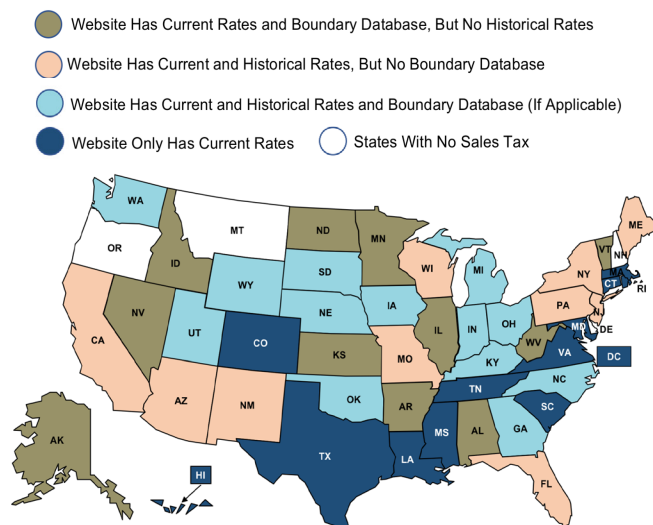 Website Has Current Rates and Boundary Database, But No Historical Rates
Website Has Current and Historical Rates, But No Boundary Database
Website Has Current and Historical Rates and Boundary Database (If Applicable)
Website Only Has Current Rates
States With No Sales Tax
WA
MT
ND
MN
ME
VT
NH
OR
ID
WY
SD
WI
MI
NY
MA
CT
RI
NV
UT
NE
IA
IL
IN
OH
PA
NJ
DE
MD
CA
CO
KS
MO
KY
WV
VA
DC
AZ
NM
OK
AR
TN
NC
SC
AK
HI
TX
LA
MS
AL
GA
FL